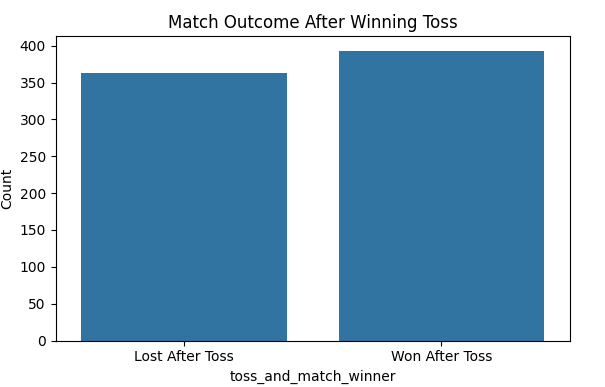 Match Outcome After Winning Toss
400
350
300
250
200
150
100
50
0
Count
Lost After Toss
Won After Toss
toss_and_match_winner